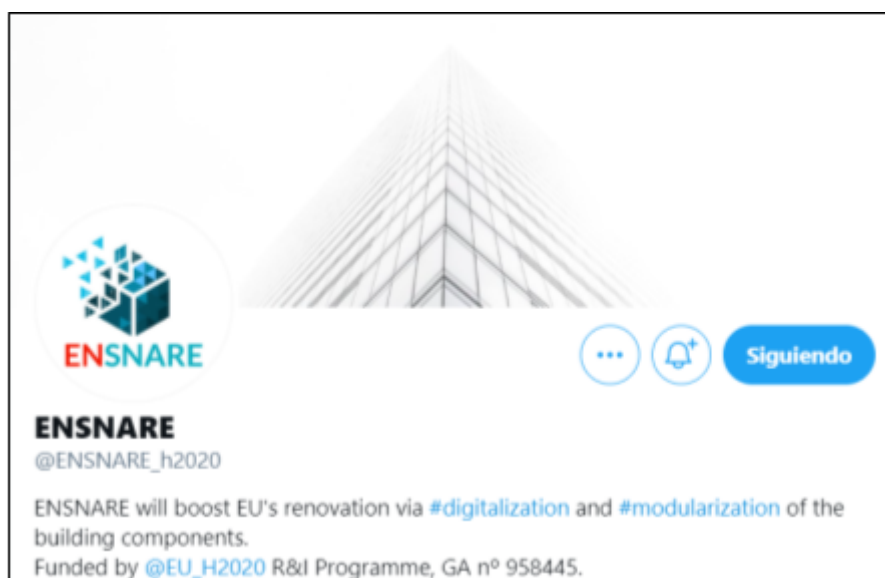 ENSNARE
Siguiendo
ENSNARE
@ENSNARE_h2020
ENSNARE will boost EU's renovation via #digitalization and #modularization of the
building components.
Funded by @EU_H2020 R&I Programme, GA nº 958445.